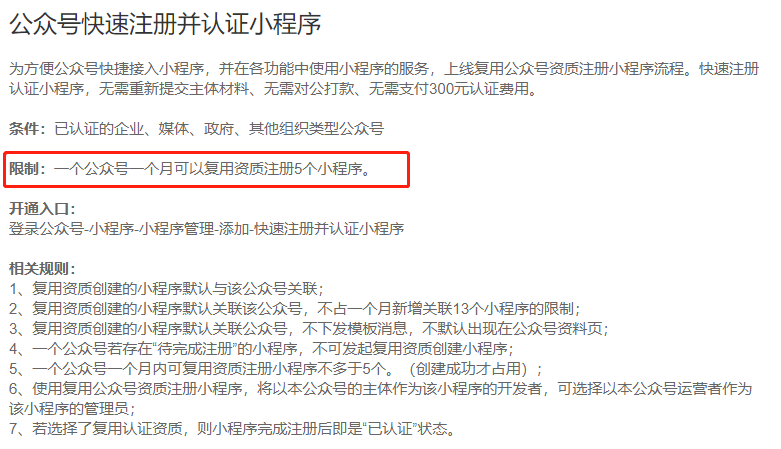 公众号快速注册并认证小程序
为方便公众号快捷接入小程序，并在各功能中使用小程序的服务，上线复用公众号资质注册小程序流程。快速注册
认证小程序，无需重新提交主体材料、无需对公打款、无需支付300元认证费用。
条件：已认证的企业、媒体、政府、其他组织类型公众号
限制：一个公众号一个月可以复用资质注册5个小程序。
开通入口：
登录公众号-小程序-小程序管理-添加-快速注册并认证小程序
相关规则：
1、复用资质创建的小程序默认与该公众号关联；
2、复用资质创建的小程序默认关联该公众号，不占一个月新增关联13个小程序的限制；
3、复用资质创建的小程序默认关联公众号，不下发模板消息，不默认出现在公众号资料页；
4、一个公众号若存在“待完成注册”的小程序，不可发起复用资质创建小程序；
5、一个公众号一个月内可复用资质注册小程序不多于5个。（创建成功才占用）；
6、使用复用公众号资质注册小程序，将以本公众号的主体作为该小程序的开发者，可选择以本公众号运营者作为
该小程序的管理员；
7、若选择了复用认证资质，则小程序完成注册后即是“已认证”状态。